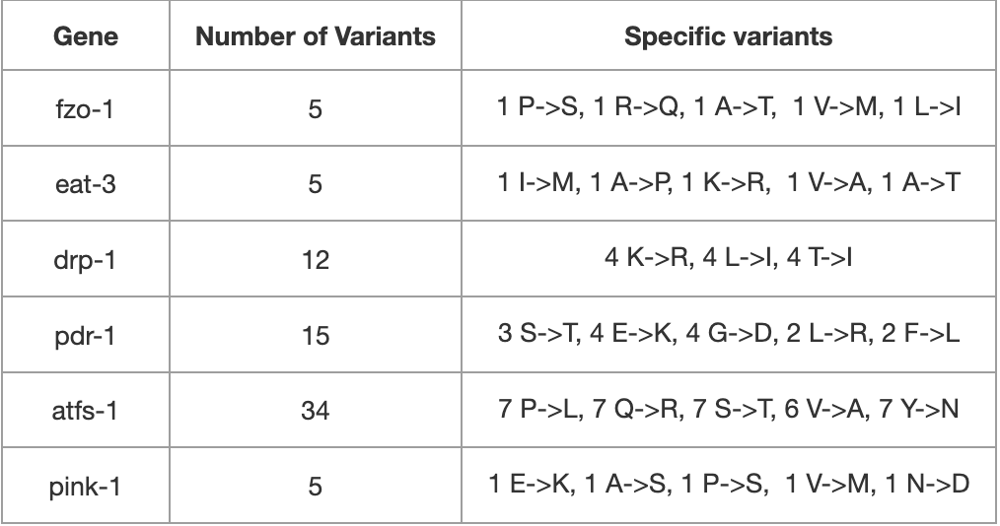 Gene Number of Variants Specific variants
fzo-1 5 1 P->S, 1 R->Q, 1 A->T,  1 V->M, 1 L->I
eat-3 5 1 I->M, 1 A->P, 1 K->R,  1 V->A, 1 A->T
drp-1 12 4 K->R, 4 L->I, 4 T->I
pdr-1 15 3 S->T, 4 E->K, 4 G->D, 2 L->R, 2 F->L
atfs-1 34 7 P->L, 7 Q->R, 7 S->T, 6 V->A, 7 Y->N
pink-1 5 1 E->K, 1 A->S, 1 P->S,  1 V->M, 1 N->D